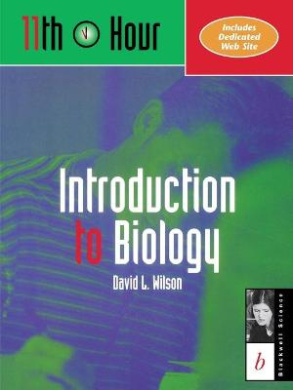 11th Hour
Includes
Dedicated
Web Site
Introduction
to Biology
David L. Wilson
Blackwell Science
b